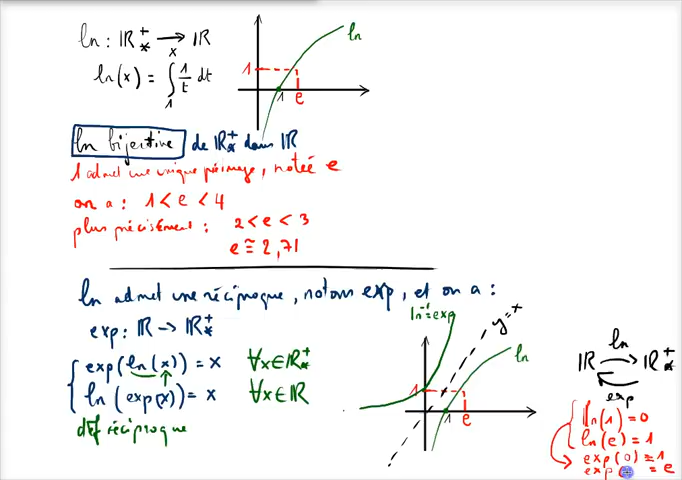 ln : ℝ⁺* → ℝ
ln(x) = ∫₁ˣ 1/t dt
ln
1
1
e
ln bijective de ℝ⁺* dans ℝ
1 admet une unique préimage, notée e
on a : 1 < e < 4
plus précisément : 2 < e < 3
e ≅ 2,71
ln admet une réciproque, notons exp, et on a :
exp : ℝ → ℝ⁺*
exp(ln(x)) = x ∀x∈ℝ⁺*
ln(exp(x)) = x ∀x∈ℝ
def réciproque
ln⁻¹=exp
y=x
ln
1
1
e
ln
ℝ → ℝ⁺*
exp
ln(1) = 0
ln(e) = 1
exp(0) = 1
exp( = e